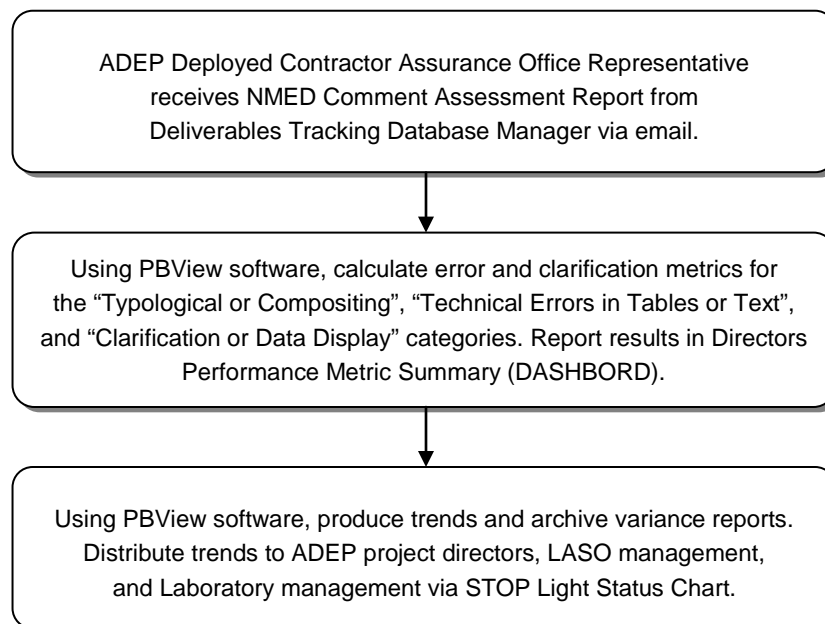 ADEP Deployed Contractor Assurance Office Representative
receives NMED Comment Assessment Report from
Deliverables Tracking Database Manager via email.
Using PBView software, calculate error and clarification metrics for
the “Typological or Compositing”, “Technical Errors in Tables or Text”,
and “Clarification or Data Display” categories. Report results in Directors
Performance Metric Summary (DASHBORD).
Using PBView software, produce trends and archive variance reports.
Distribute trends to ADEP project directors, LASO management,
and Laboratory management via STOP Light Status Chart.